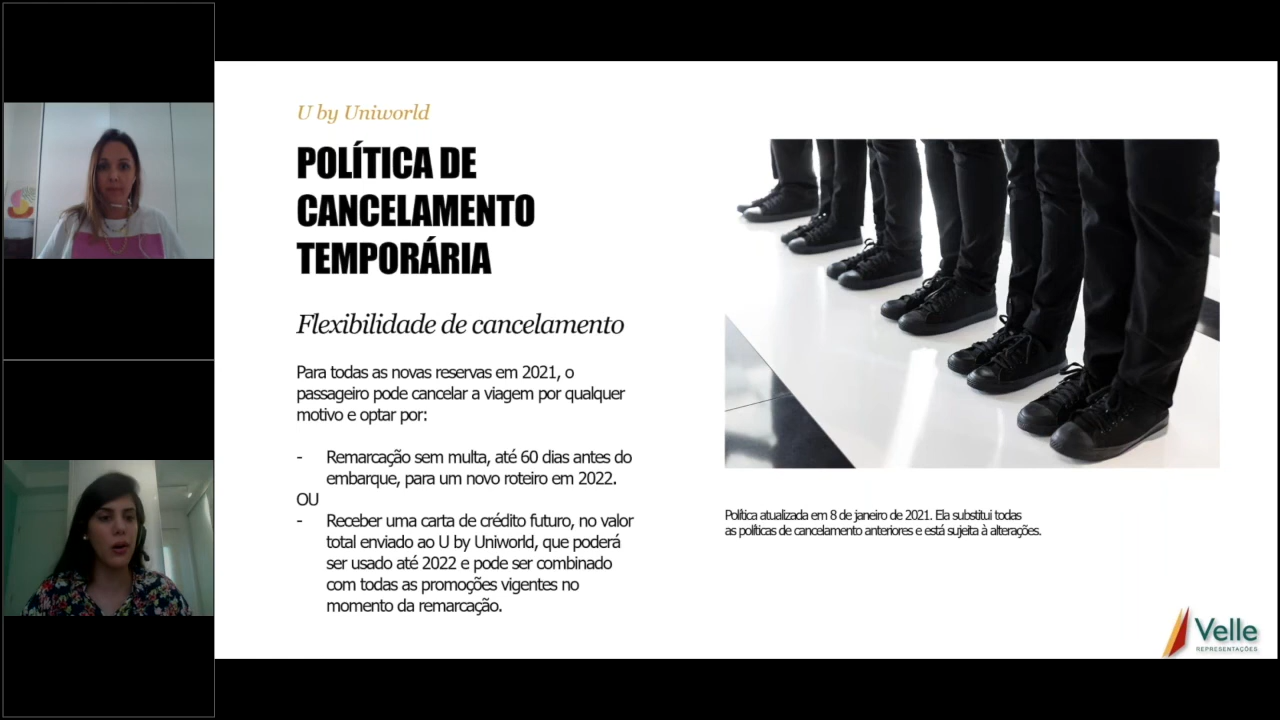 U by Uniworld
POLÍTICA DE
CANCELAMENTO
TEMPORÁRIA
Flexibilidade de cancelamento
Para todas as novas reservas em 2021, o
passageiro pode cancelar a viagem por qualquer
motivo e optar por:
- Remarcação sem multa, até 60 dias antes do
embarque, para um novo roteiro em 2022.
OU
- Receber uma carta de crédito futuro, no valor
total enviado ao U by Uniworld, que poderá
ser usado até 2022 e pode ser combinado
com todas as promoções vigentes no
momento da remarcação.
Política atualizada em 8 de janeiro de 2021. Ela substitui todas
as políticas de cancelamento anteriores e está sujeita à alterações.
Velle
REPRESENTAÇÕES